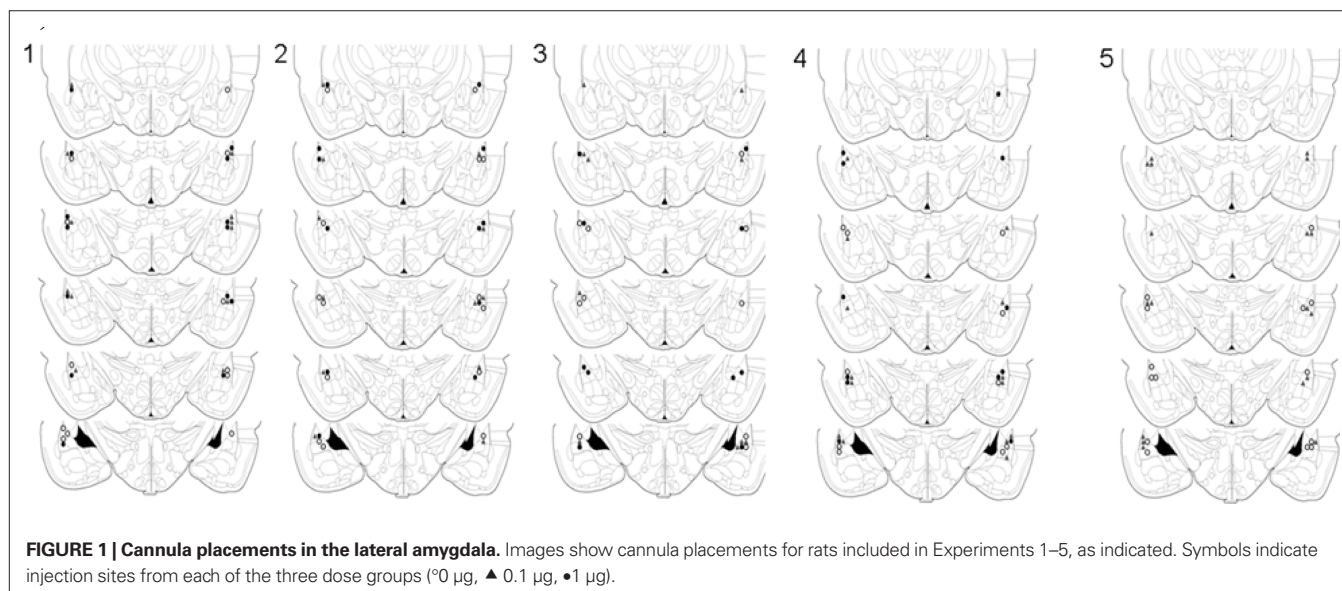 1 2 3 4 5
FIGURE 1 | Cannula placements in the lateral amygdala. Images show cannula placements for rats included in Experiments 1–5, as indicated. Symbols indicate
injection sites from each of the three dose groups (°0 µg, ▲ 0.1 µg, •1 µg).